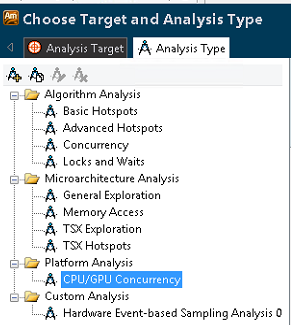 Am Choose Target and Analysis Type
Analysis Target Analysis Type
Algorithm Analysis
Basic Hotspots
Advanced Hotspots
Concurrency
Locks and Waits
Microarchitecture Analysis
General Exploration
Memory Access
TSX Exploration
TSX Hotspots
Platform Analysis
CPU/GPU Concurrency
Custom Analysis
Hardware Event-based Sampling Analysis 0